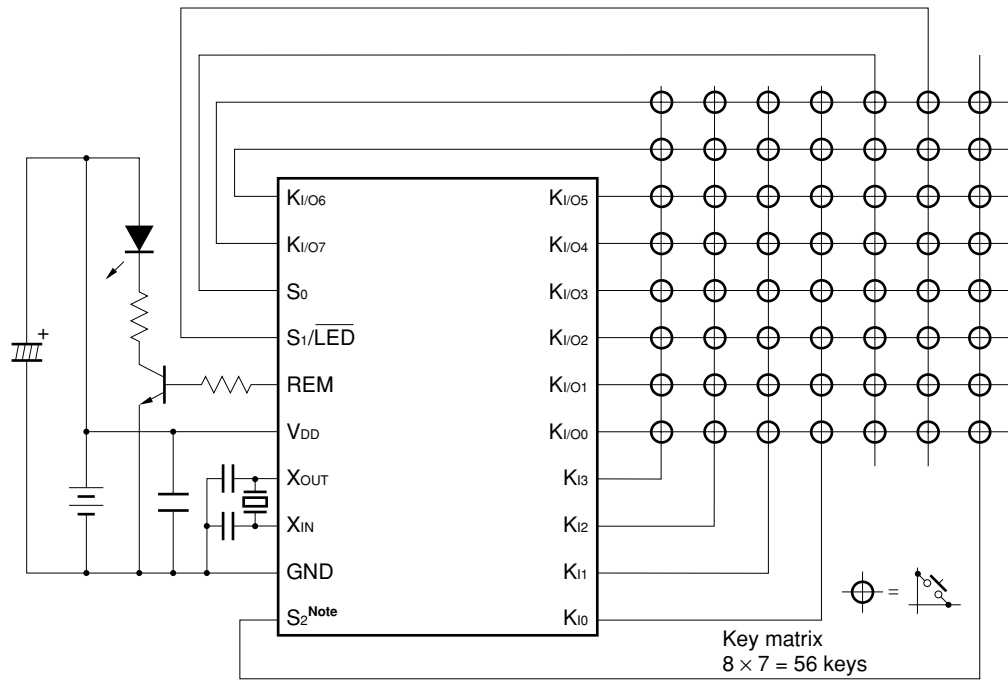 +
KI/O6
KI/O7
S0
S1/LED
REM
VDD
XOUT
XIN
GND
S2Note
KI/O5
KI/O4
KI/O3
KI/O2
KI/O1
KI/O0
KI3
KI2
KI1
KI0
=
Key matrix
8 × 7 = 56 keys